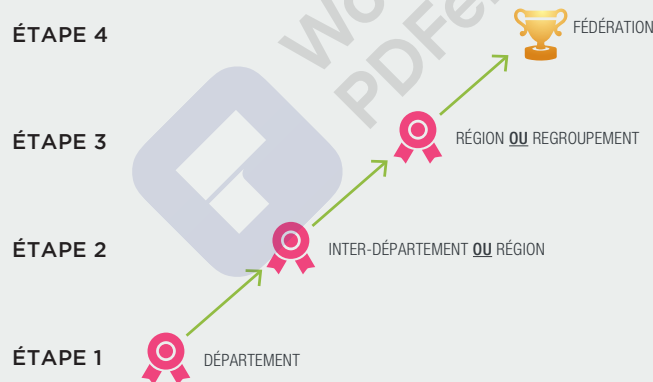 ÉTAPE 4
FÉDÉRATION
ÉTAPE 3
RÉGION OU REGROUPEMENT
ÉTAPE 2
INTER-DÉPARTEMENT OU RÉGION
ÉTAPE 1
DÉPARTEMENT